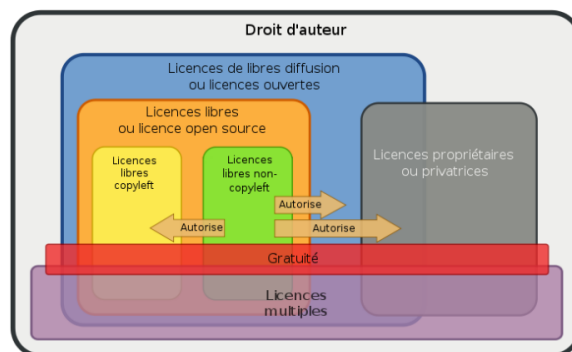 Droit d'auteur
Licences de libres diffusion
ou licences ouvertes
Licences libres
ou licence open source
Licences
libres
copyleft
Licences
libres non-
copyleft
Licences propriétaires
ou privatrices
Autorise
Autorise
Autorise
Gratuité
Licences
multiples